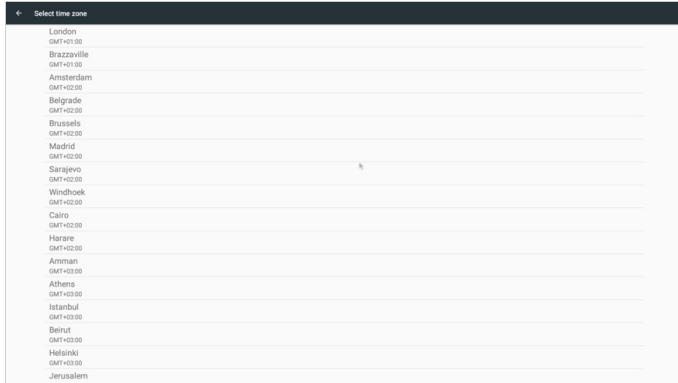 Select time zone
London
GMT+01:00
Brazzaville
GMT+01:00
Amsterdam
GMT+02:00
Belgrade
GMT+02:00
Brussels
GMT+02:00
Madrid
GMT+02:00
Sarajevo
GMT+02:00
Windhoek
GMT+02:00
Cairo
GMT+02:00
Harare
GMT+02:00
Amman
GMT+03:00
Athens
GMT+03:00
Istanbul
GMT+03:00
Beirut
GMT+03:00
Helsinki
GMT+03:00
Jerusalem